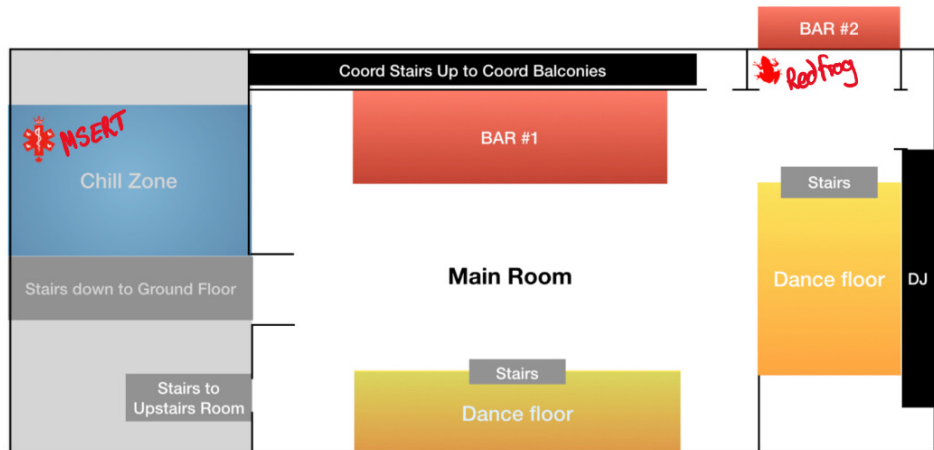 BAR #2
Redfrog
Coord Stairs Up to Coord Balconies
MSERT
BAR #1
Chill Zone
Stairs
Stairs down to Ground Floor
Main Room
Dance floor
DJ
Stairs to
Upstairs Room
Stairs
Dance floor